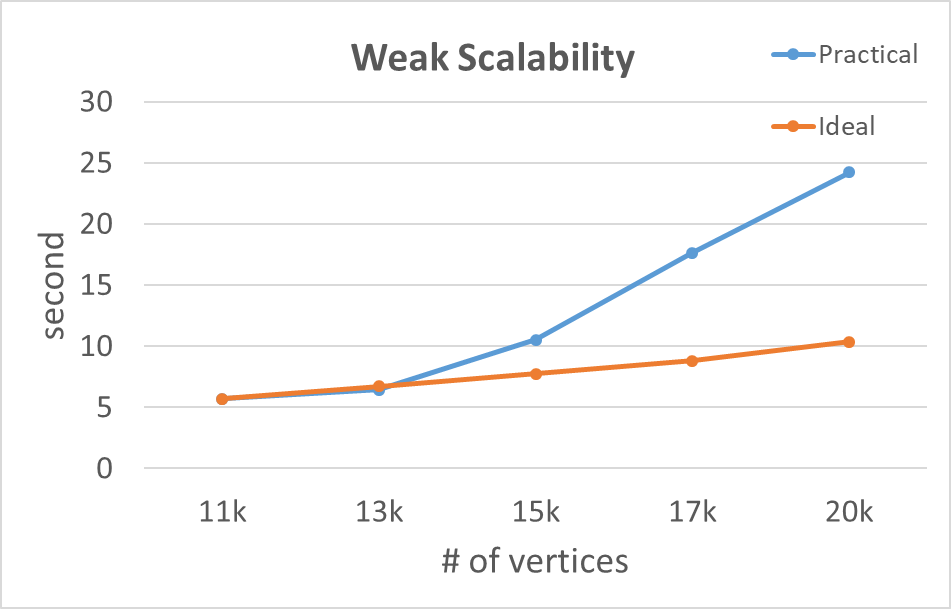 Weak Scalability
Practical
Ideal
30
25
20
15
10
5
0
second
11k 13k 15k 17k 20k
# of vertices